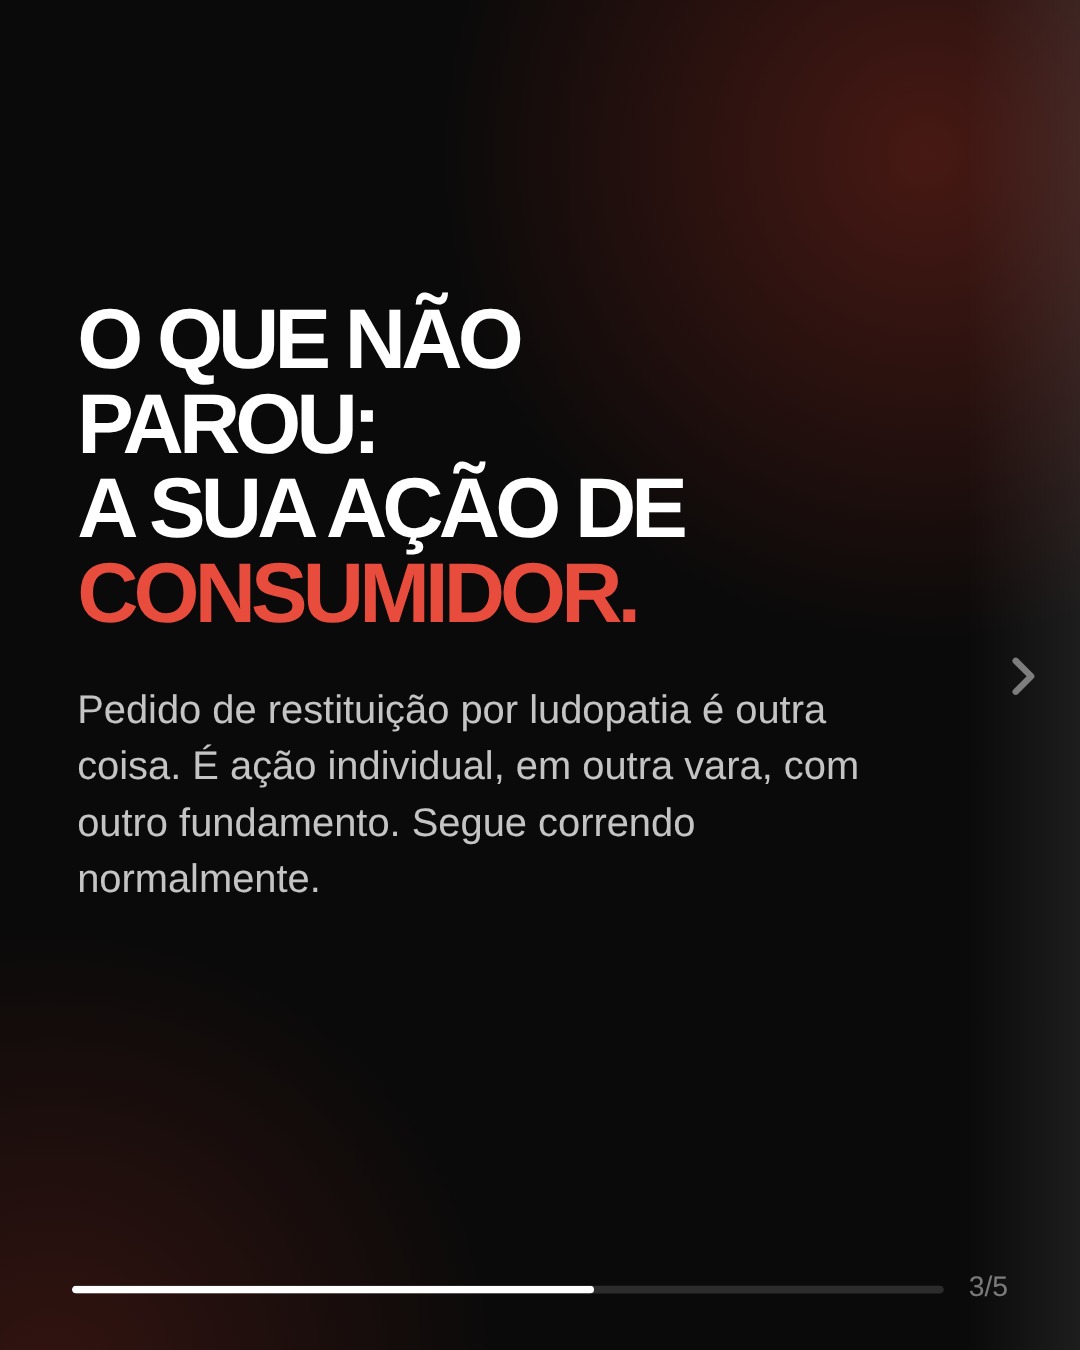 O QUE NÃO
PAROU:
A SUA AÇÃO DE
CONSUMIDOR.
Pedido de restituição por ludopatia é outra
coisa. É ação individual, em outra vara, com
outro fundamento. Segue correndo
normalmente.
3/5